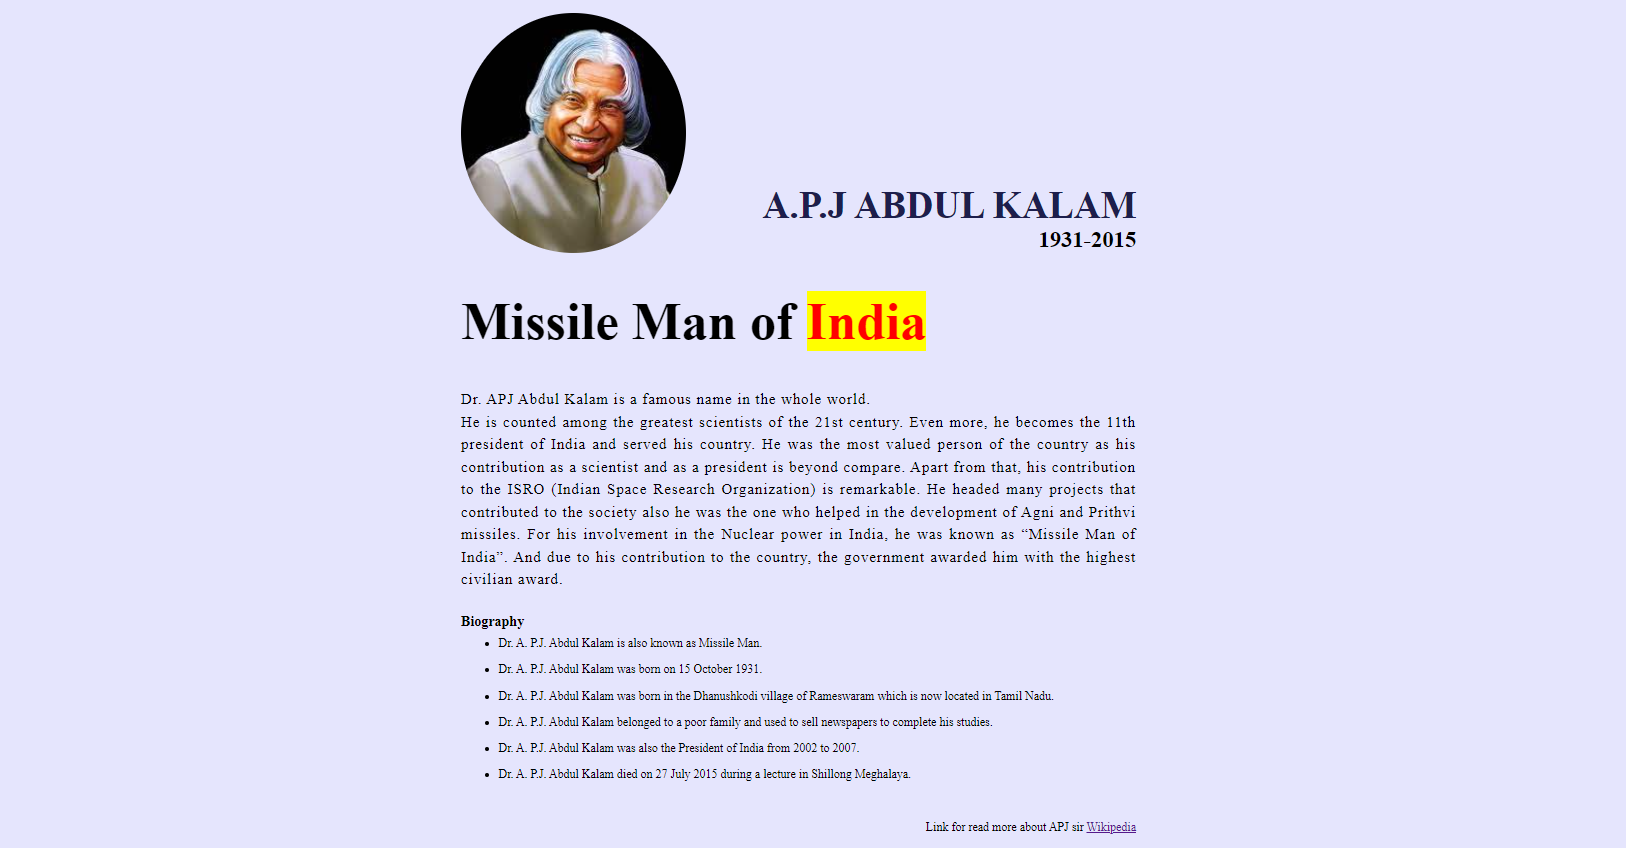 A.P.J ABDUL KALAM
1931-2015
Missile Man of India
Dr. APJ Abdul Kalam is a famous name in the whole world.
He is counted among the greatest scientists of the 21st century. Even more, he becomes the 11th
president of India and served his country. He was the most valued person of the country as his
contribution as a scientist and as a president is beyond compare. Apart from that, his contribution
to the ISRO (Indian Space Research Organization) is remarkable. He headed many projects that
contributed to the society also he was the one who helped in the development of Agni and Prithvi
missiles. For his involvement in the Nuclear power in India, he was known as “Missile Man of
India”. And due to his contribution to the country, the government awarded him with the highest
civilian award.
Biography
• Dr. A. P.J. Abdul Kalam is also known as Missile Man.
• Dr. A. P.J. Abdul Kalam was born on 15 October 1931.
• Dr. A. P.J. Abdul Kalam was born in the Dhanushkodi village of Rameswaram which is now located in Tamil Nadu.
• Dr. A. P.J. Abdul Kalam belonged to a poor family and used to sell newspapers to complete his studies.
• Dr. A. P.J. Abdul Kalam was also the President of India from 2002 to 2007.
• Dr. A. P.J. Abdul Kalam died on 27 July 2015 during a lecture in Shillong Meghalaya.
Link for read more about APJ sir Wikipedia